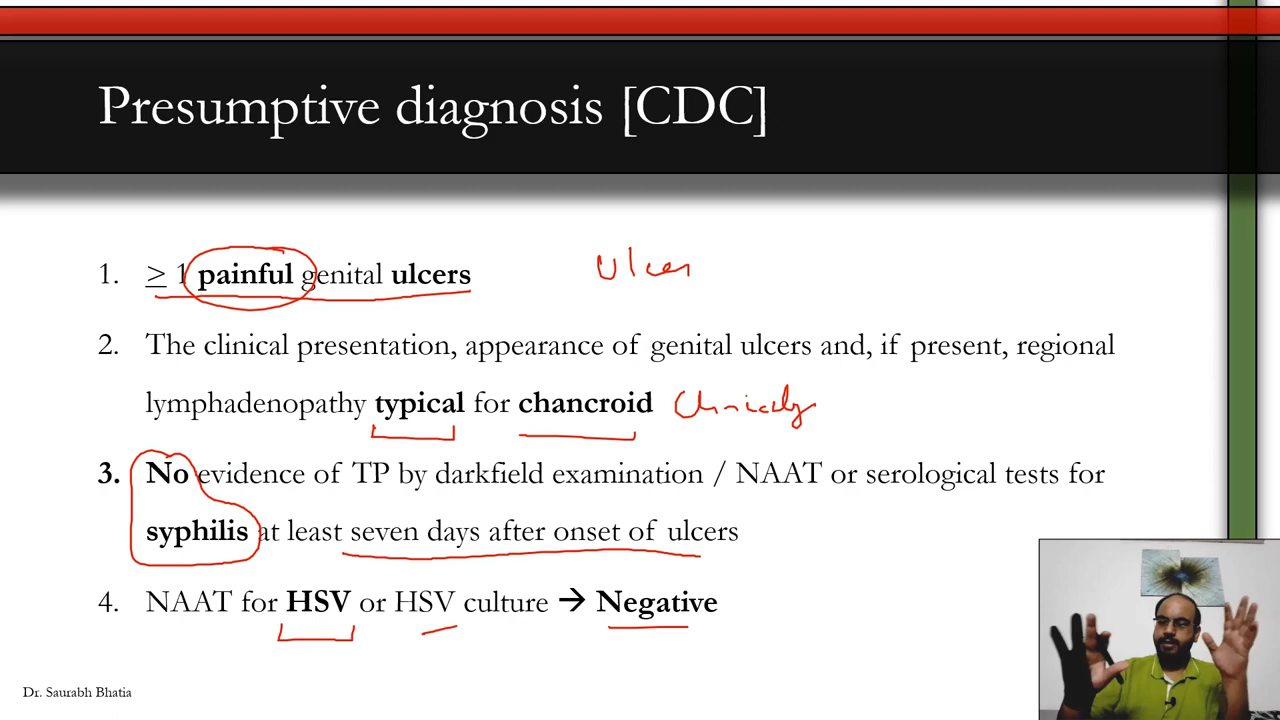 Presumptive diagnosis [CDC]
1. ≥ 1 painful genital ulcers Ulcer
2. The clinical presentation, appearance of genital ulcers and, if present, regional
lymphadenopathy typical for chancroid Clinically
3. No evidence of TP by darkfield examination / NAAT or serological tests for
syphilis at least seven days after onset of ulcers
4. NAAT for HSV or HSV culture → Negative
Dr. Saurabh Bhatia